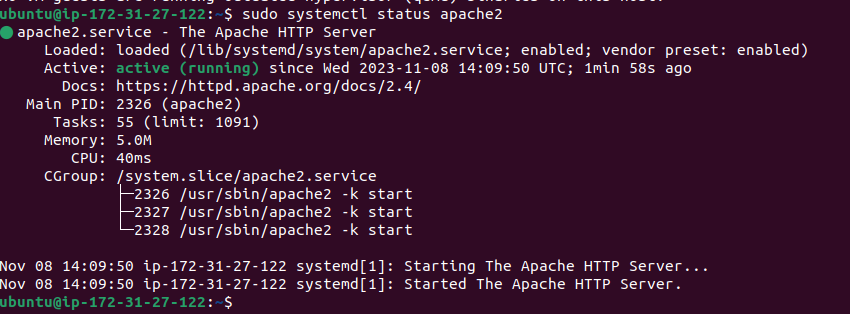 ubuntu@ip-172-31-27-122:~$ sudo systemctl status apache2
● apache2.service - The Apache HTTP Server
     Loaded: loaded (/lib/systemd/system/apache2.service; enabled; vendor preset: enabled)
     Active: active (running) since Wed 2023-11-08 14:09:50 UTC; 1min 58s ago
       Docs: https://httpd.apache.org/docs/2.4/
   Main PID: 2326 (apache2)
      Tasks: 55 (limit: 1091)
     Memory: 5.0M
        CPU: 40ms
     CGroup: /system.slice/apache2.service
             ├─2326 /usr/sbin/apache2 -k start
             ├─2327 /usr/sbin/apache2 -k start
             └─2328 /usr/sbin/apache2 -k start

Nov 08 14:09:50 ip-172-31-27-122 systemd[1]: Starting The Apache HTTP Server...
Nov 08 14:09:50 ip-172-31-27-122 systemd[1]: Started The Apache HTTP Server.
ubuntu@ip-172-31-27-122:~$